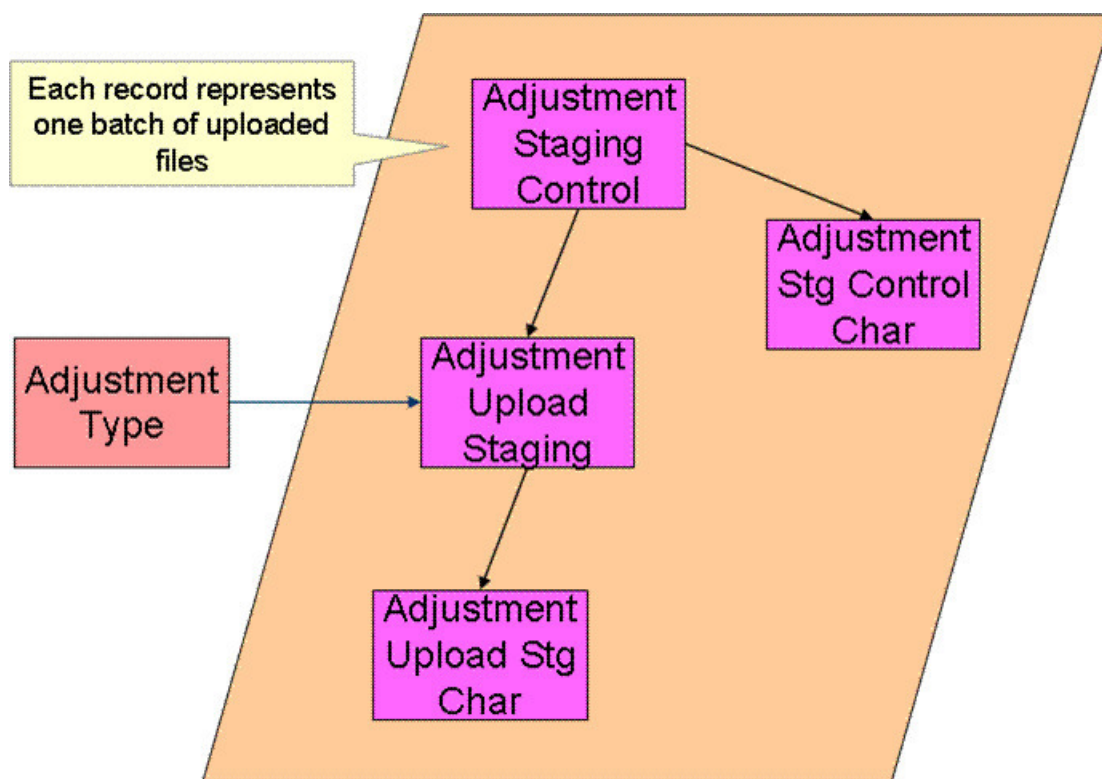 Each record represents
one batch of uploaded
files
Adjustment
Staging
Control
Adjustment
Stg Control
Char
Adjustment
Type
Adjustment
Upload
Staging
Adjustment
Upload Stg
Char